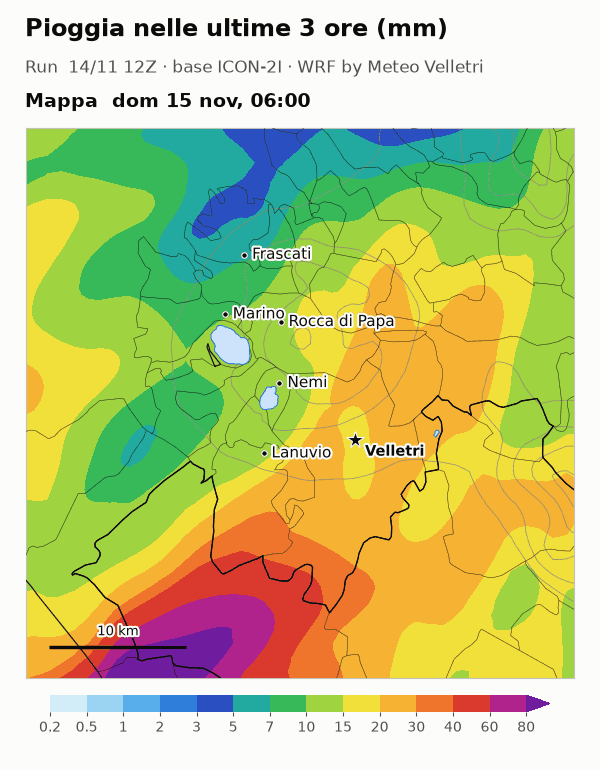 Pioggia nelle ultime 3 ore (mm)
Run  14/11 12Z · base ICON-2I · WRF by Meteo Velletri
Mappa  dom 15 nov, 06:00
Frascati
Marino
Rocca di Papa
Nemi
Velletri
Lanuvio
10 km
0.2 0.5 1 2 3 5 7 10 15 20 30 40 60 80